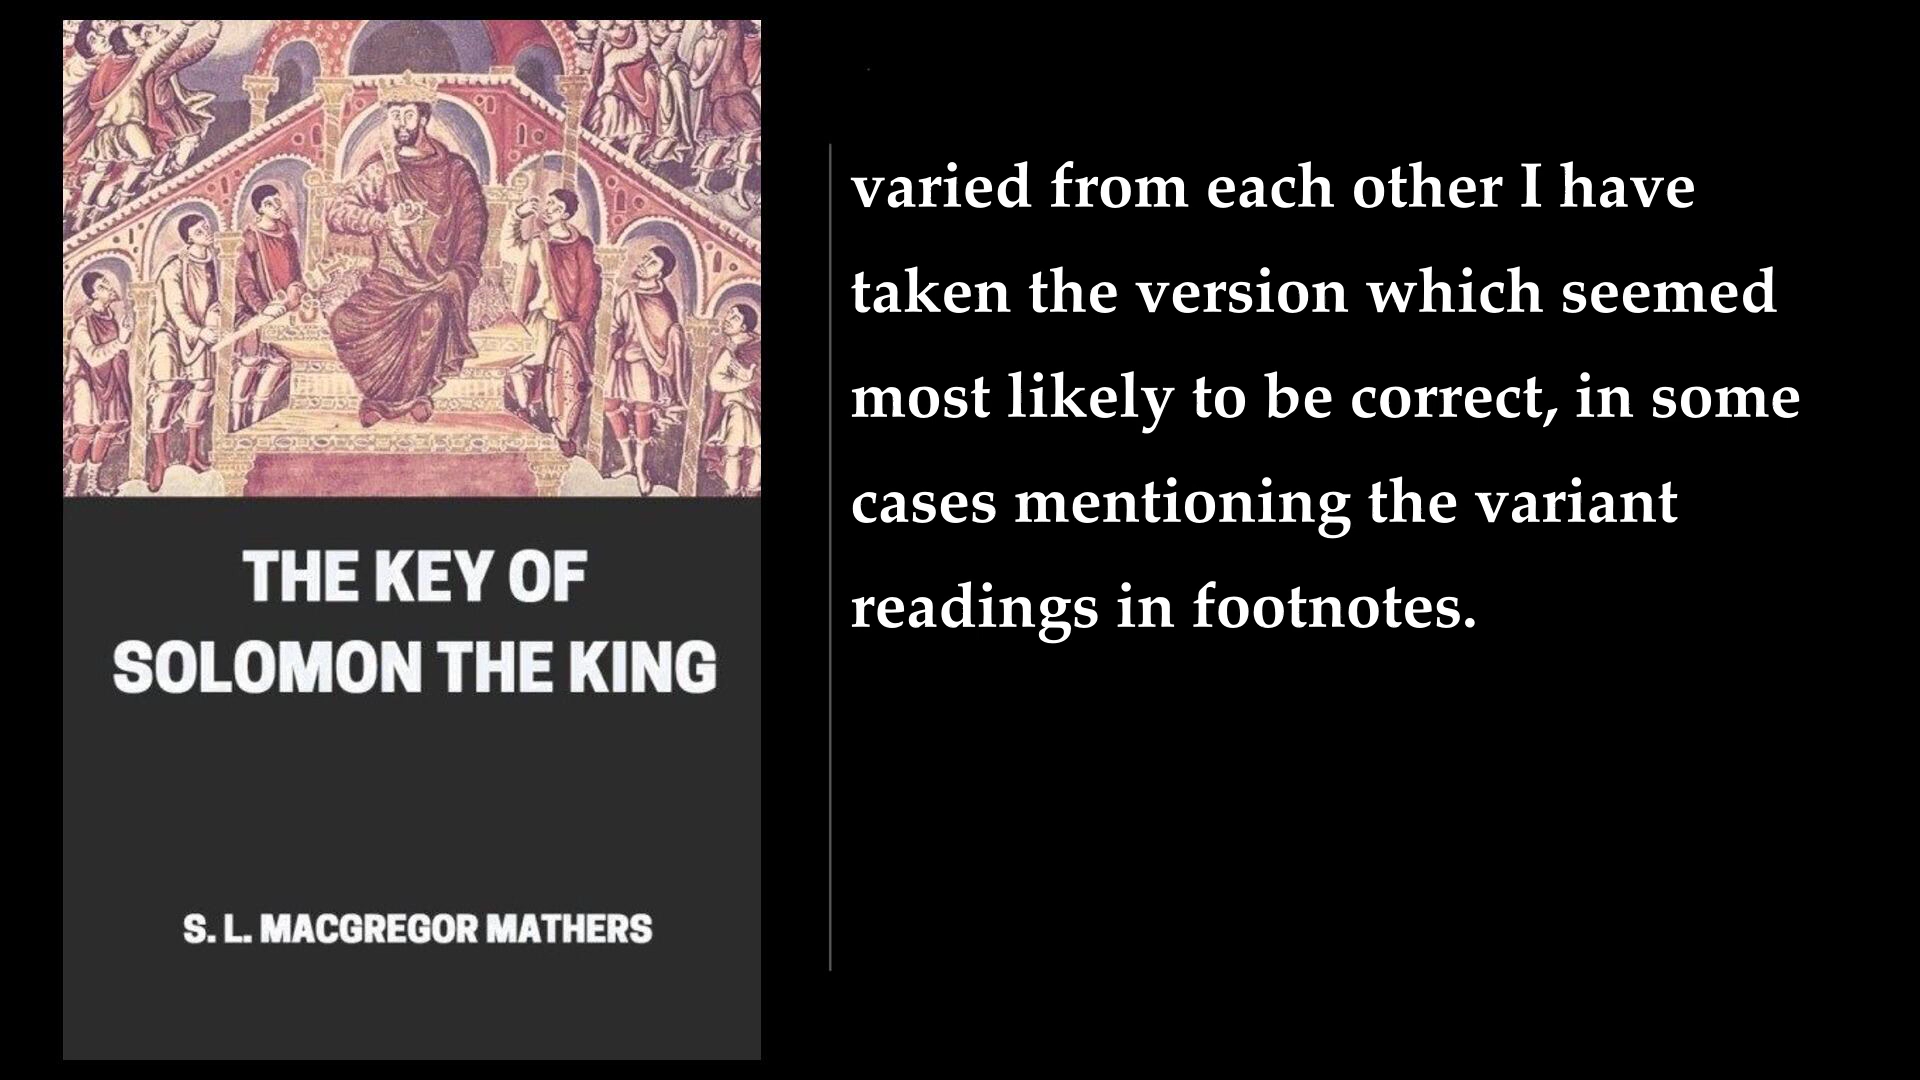 THE KEY OF
SOLOMON THE KING
S. L. MACGREGOR MATHERS
varied from each other I have
taken the version which seemed
most likely to be correct, in some
cases mentioning the variant
readings in footnotes.